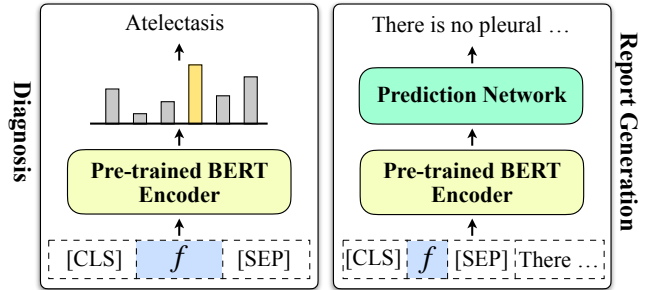 Diagnosis
Atelectasis
Pre-trained BERT
Encoder
[CLS] f [SEP]
There is no pleural ...
Prediction Network
Pre-trained BERT
Encoder
[CLS] f [SEP] There ...
Report Generation